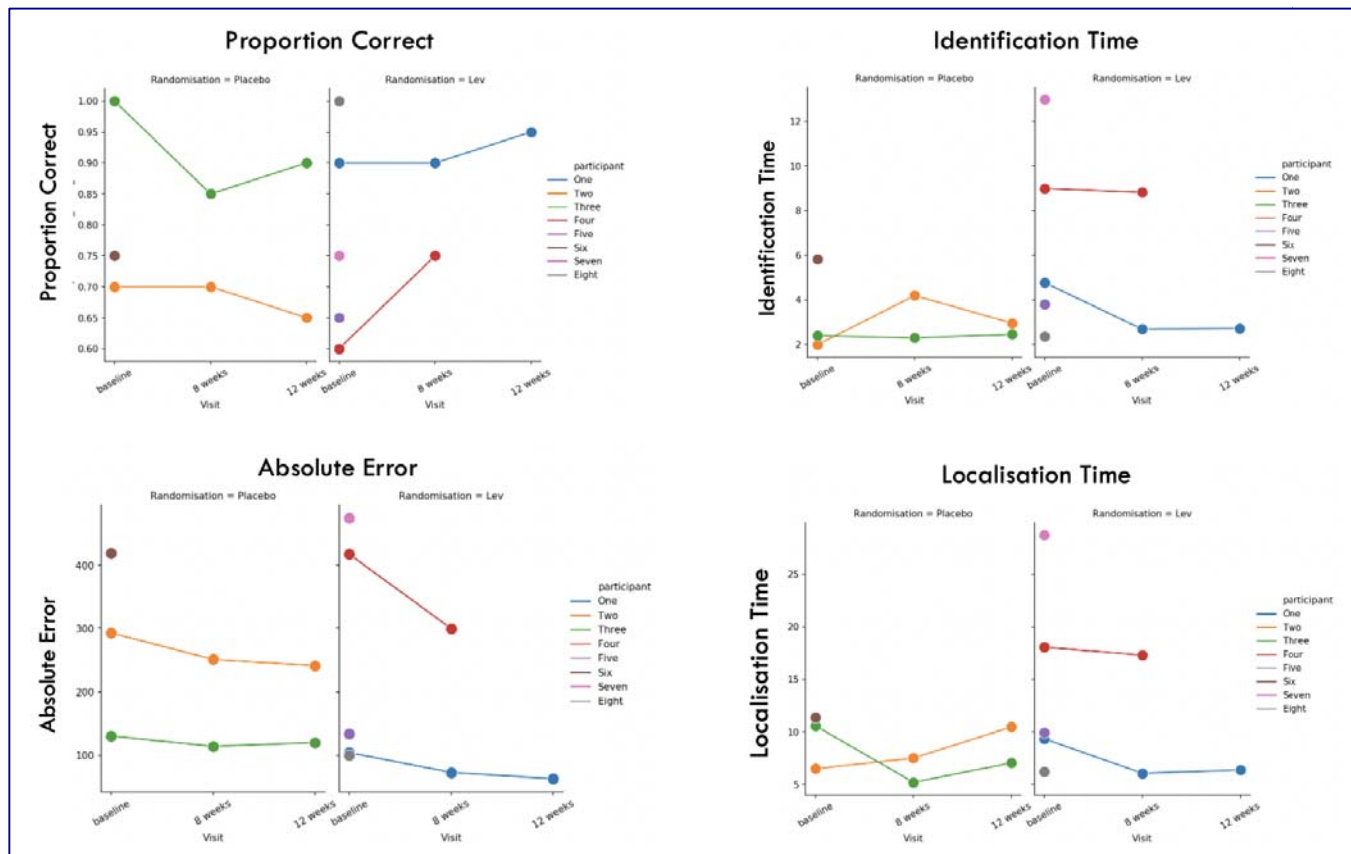 Proportion Correct
Randomisation = Placebo
Randomisation = Lev
Proportion Correct
1.00
0.95
0.90
0.85
0.80
0.75
0.70
0.65
0.60
baseline
8 weeks
12 weeks
Visit
baseline
8 weeks
12 weeks
Visit
participant
One
Two
Three
Four
Five
Six
Seven
Eight
Identification Time
Randomisation = Placebo
Randomisation = Lev
Identification Time
12
10
8
6
4
2
baseline
8 weeks
12 weeks
Visit
baseline
8 weeks
12 weeks
Visit
participant
One
Two
Three
Four
Five
Six
Seven
Eight
Absolute Error
Randomisation = Placebo
Randomisation = Lev
Absolute Error
400
300
200
100
baseline
8 weeks
12 weeks
Visit
baseline
8 weeks
12 weeks
Visit
participant
One
Two
Three
Four
Five
Six
Seven
Eight
Localisation Time
Randomisation = Placebo
Randomisation = Lev
Localisation Time
25
20
15
10
5
baseline
8 weeks
12 weeks
Visit
baseline
8 weeks
12 weeks
Visit
participant
One
Two
Three
Four
Five
Six
Seven
Eight